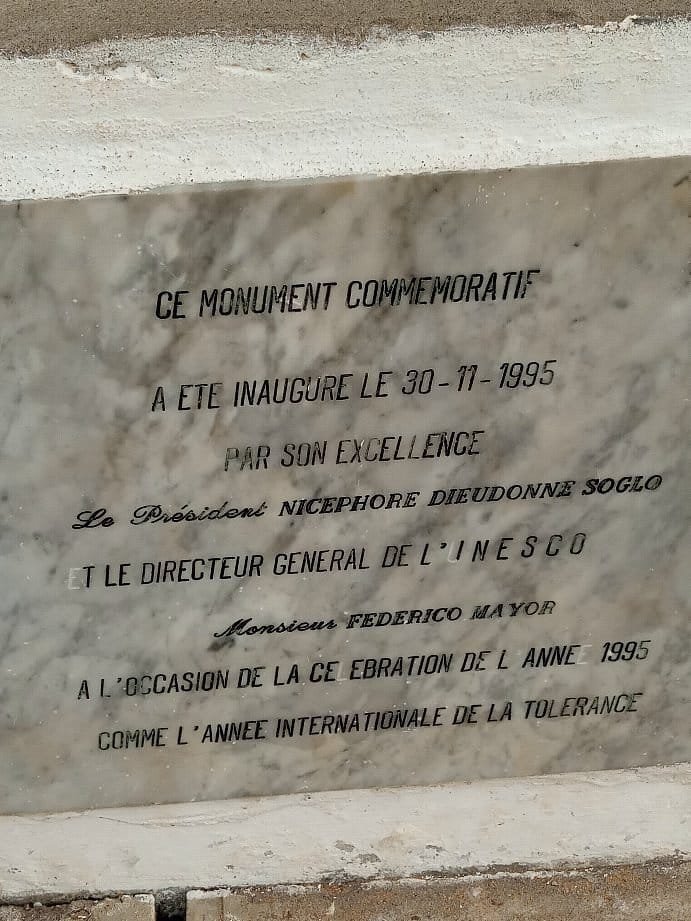 CE MONUMENT COMMEMORATIF
A ETE INAUGURE LE 30-11-1995
PAR SON EXCELLENCE
Le Président NICEPHORE DIEUDONNE SOGLO
ET LE DIRECTEUR GENERAL DE L'UNESCO
Monsieur FEDERICO MAYOR
A L'OCCASION DE LA CELEBRATION DE L ANNEE 1995
COMME L'ANNEE INTERNATIONALE DE LA TOLERANCE